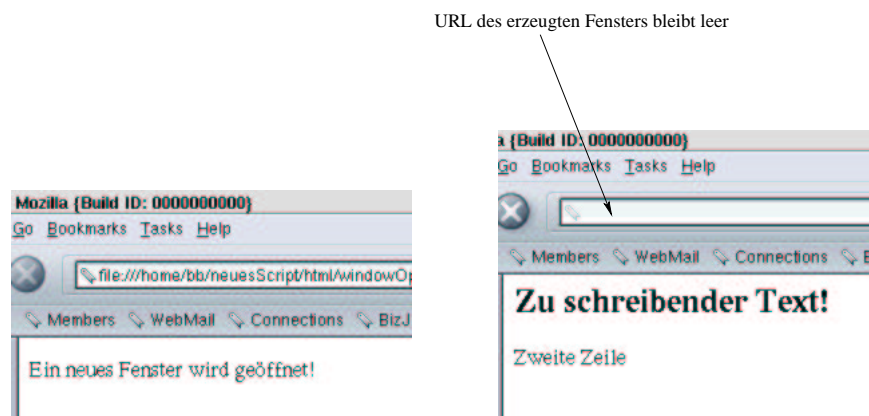 URL des erzeugten Fensters bleibt leer
Mozilla {Build ID: 0000000000}
Go Bookmarks Tasks Help
file:///home/bb/neuesScript/html/windowOp
Members WebMail Connections BizJ
Ein neues Fenster wird geöffnet!
a {Build ID: 0000000000}
Go Bookmarks Tasks Help
Members WebMail Connections B
Zu schreibender Text!
Zweite Zeile